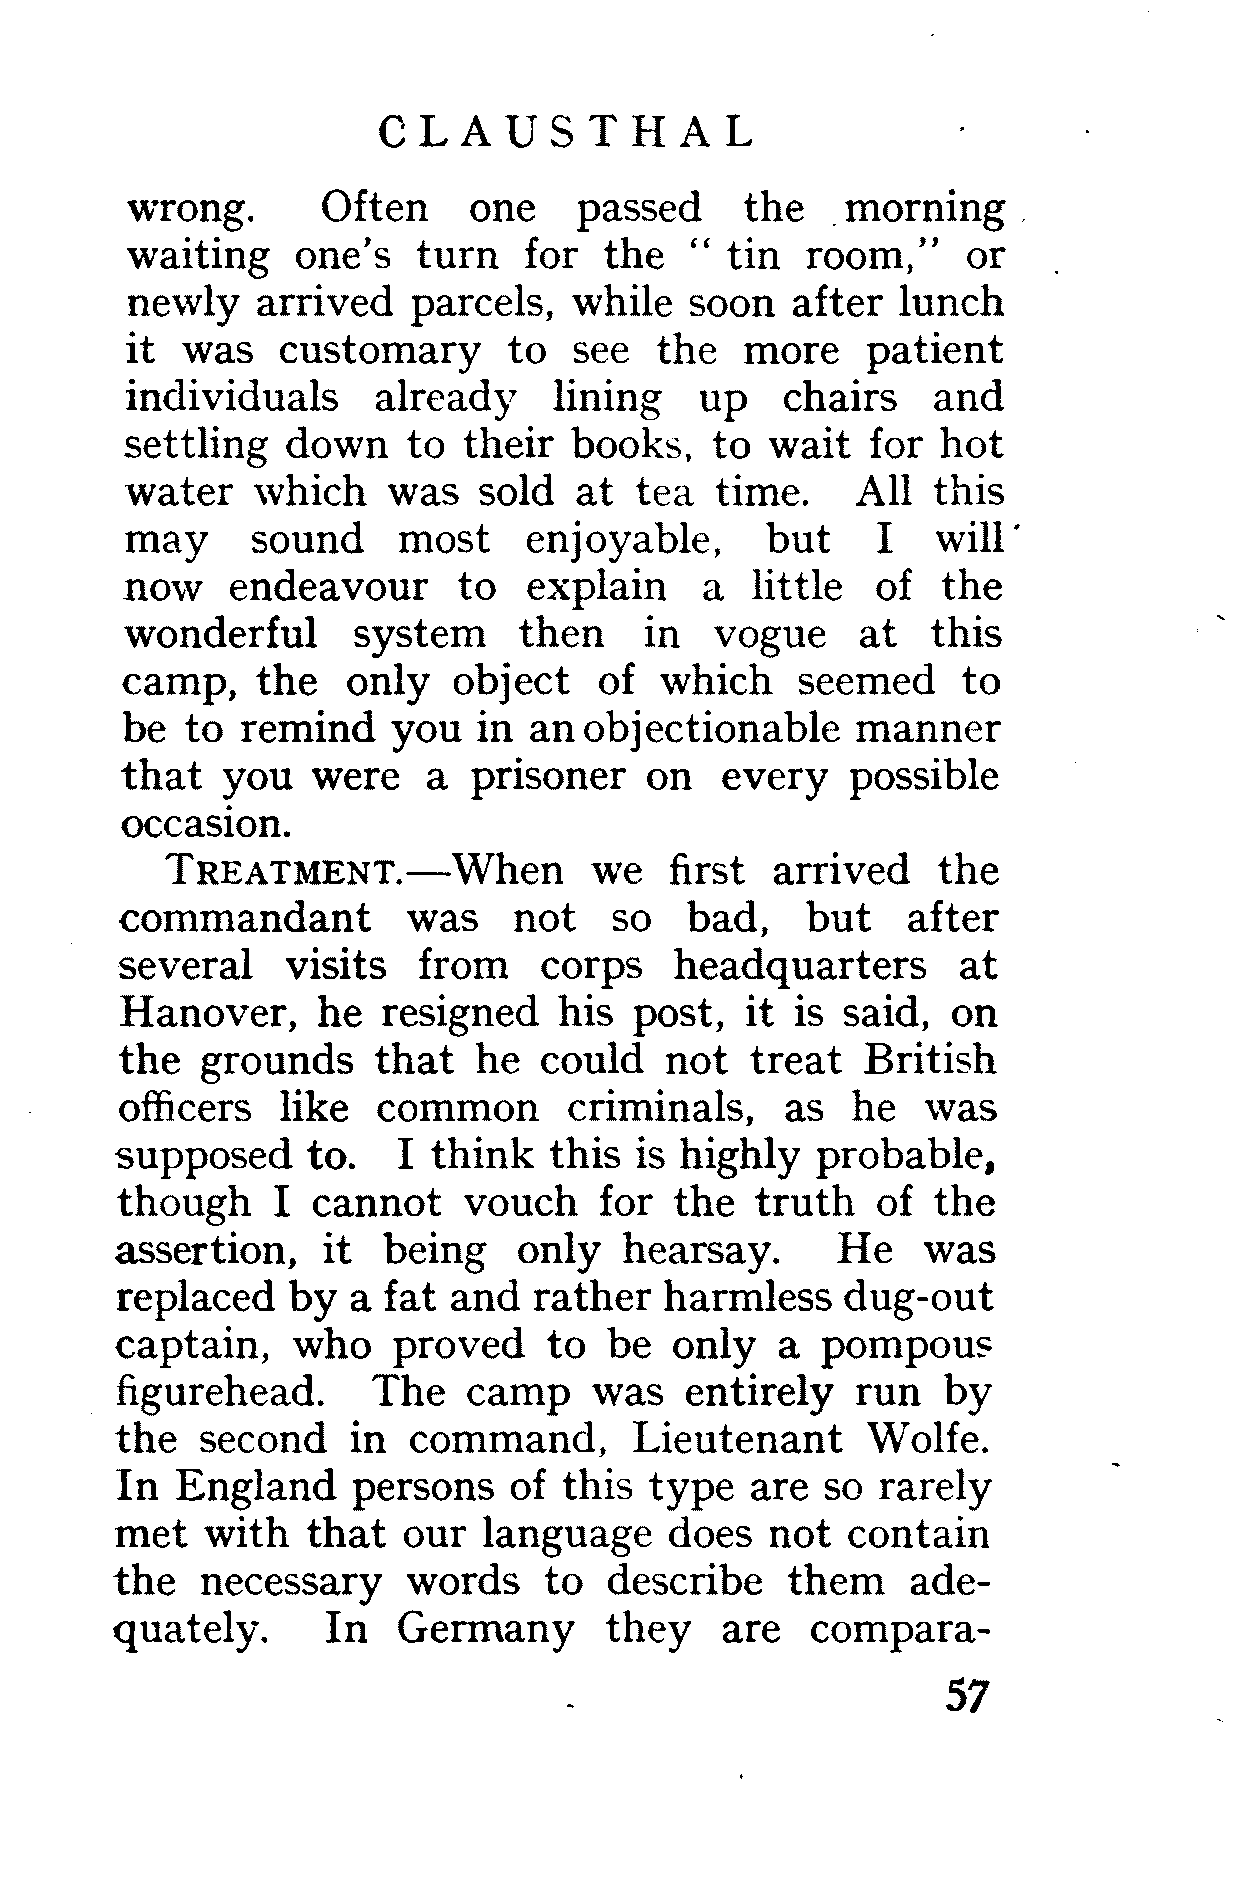 CLAUSTHAL
wrong. Often one passed the morning
waiting one's turn for the " tin room," or
newly arrived parcels, while soon after lunch
it was customary to see the more patient
individuals already lining up chairs and
settling down to their books, to wait for hot
water which was sold at tea time. All this
may sound most enjoyable, but I will
now endeavour to explain a little of the
wonderful system then in vogue at this
camp, the only object of which seemed to
be to remind you in an objectionable manner
that you were a prisoner on every possible
occasion.
TREATMENT.—When we first arrived the
commandant was not so bad, but after
several visits from corps headquarters at
Hanover, he resigned his post, it is said, on
the grounds that he could not treat British
officers like common criminals, as he was
supposed to. I think this is highly probable,
though I cannot vouch for the truth of the
assertion, it being only hearsay. He was
replaced by a fat and rather harmless dug-out
captain, who proved to be only a pompous
figurehead. The camp was entirely run by
the second in command, Lieutenant Wolfe.
In England persons of this type are so rarely
met with that our language does not contain
the necessary words to describe them ade-
quately. In Germany they are compara-
57